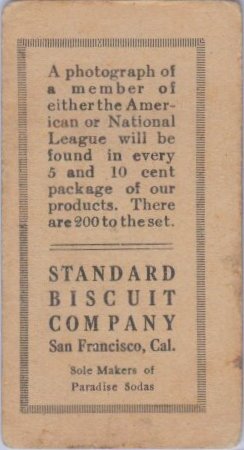 A photograph of
a member of
either the Amer-
ican or National
League will be
found in every
5 and 10 cent
package of our
products. There
are 200 to the set.
STANDARD
BISCUIT
COMPANY
San Francisco, Cal.
Sole Makers of
Paradise Sodas